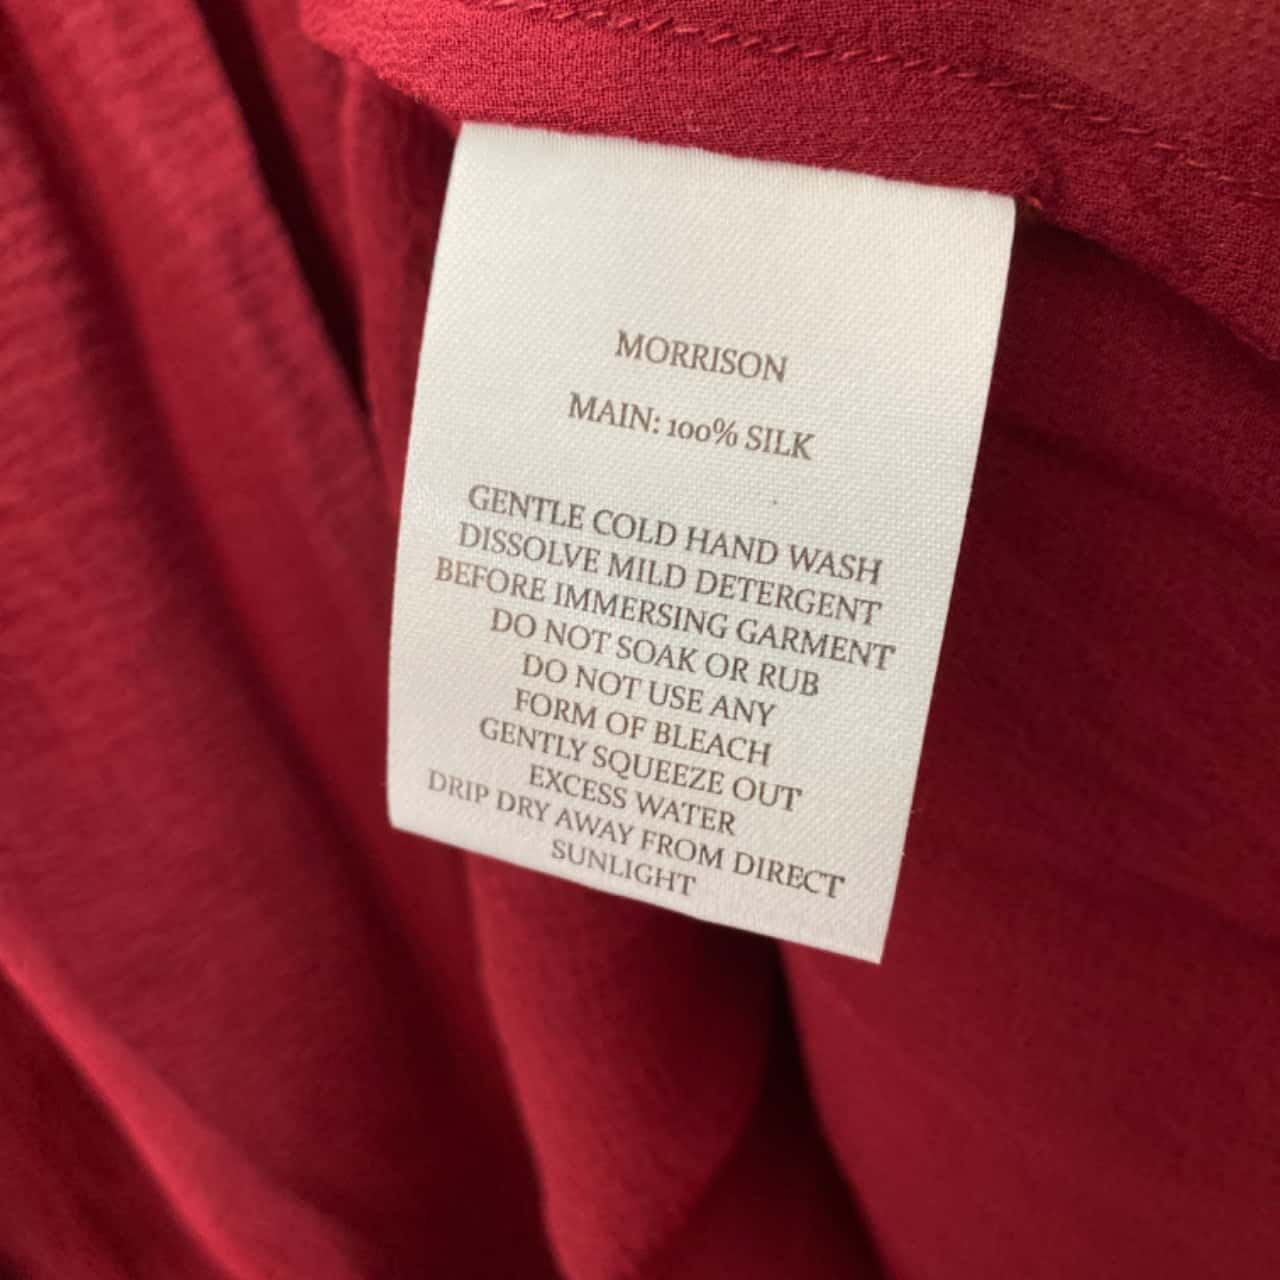 MORRISON
MAIN: 100% SILK
GENTLE COLD HAND WASH
DISSOLVE MILD DETERGENT
BEFORE IMMERSING GARMENT
DO NOT SOAK OR RUB
DO NOT USE ANY
FORM OF BLEACH
GENTLY SQUEEZE OUT
EXCESS WATER
DRIP DRY AWAY FROM DIRECT
SUNLIGHT